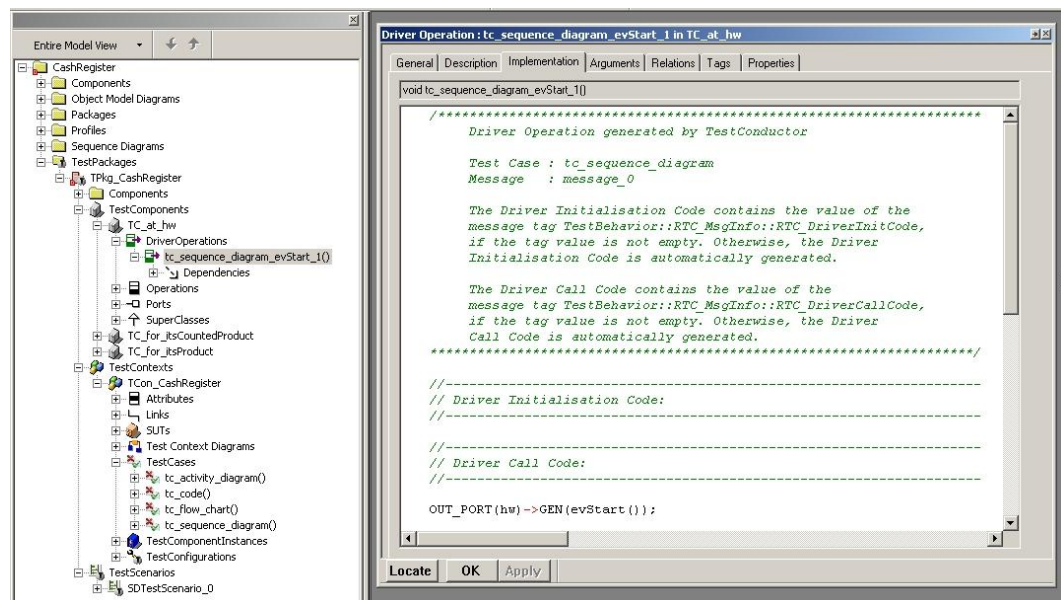 Entire Model View
CashRegister
Components
Object Model Diagrams
Packages
Profiles
Sequence Diagrams
TestPackages
TPkg_CashRegister
Components
TestComponents
TC_at_hw
DriverOperations
tc_sequence_diagram_evStart_1()
Dependencies
Operations
Ports
SuperClasses
TC_for_itsCountedProduct
TC_for_itsProduct
TestContexts
TCon_CashRegister
Attributes
Links
SUTs
Test Context Diagrams
TestCases
tc_activity_diagram()
tc_code()
tc_flow_chart()
tc_sequence_diagram()
TestComponentInstances
TestConfigurations
TestScenarios
SDTestScenario_0
Driver Operation : tc_sequence_diagram_evStart_1 in TC_at_hw
General Description Implementation Arguments Relations Tags Properties
void tc_sequence_diagram_evStart_1()
/*********************************************************************
Driver Operation generated by TestConductor
Test Case : tc_sequence_diagram
Message : message_0
The Driver Initialisation Code contains the value of the
message tag TestBehavior::RTC_MsgInfo::RTC_DriverInitCode,
if the tag value is not empty. Otherwise, the Driver
Initialisation Code is automatically generated.
The Driver Call Code contains the value of the
message tag TestBehavior::RTC_MsgInfo::RTC_DriverCallCode,
if the tag value is not empty. Otherwise, the Driver
Call Code is automatically generated.
*********************************************************************/
//--------------------------------------------------------------------
// Driver Initialisation Code:
//--------------------------------------------------------------------
//--------------------------------------------------------------------
// Driver Call Code:
//--------------------------------------------------------------------
OUT_PORT(hw)->GEN(evStart());
Locate OK Apply